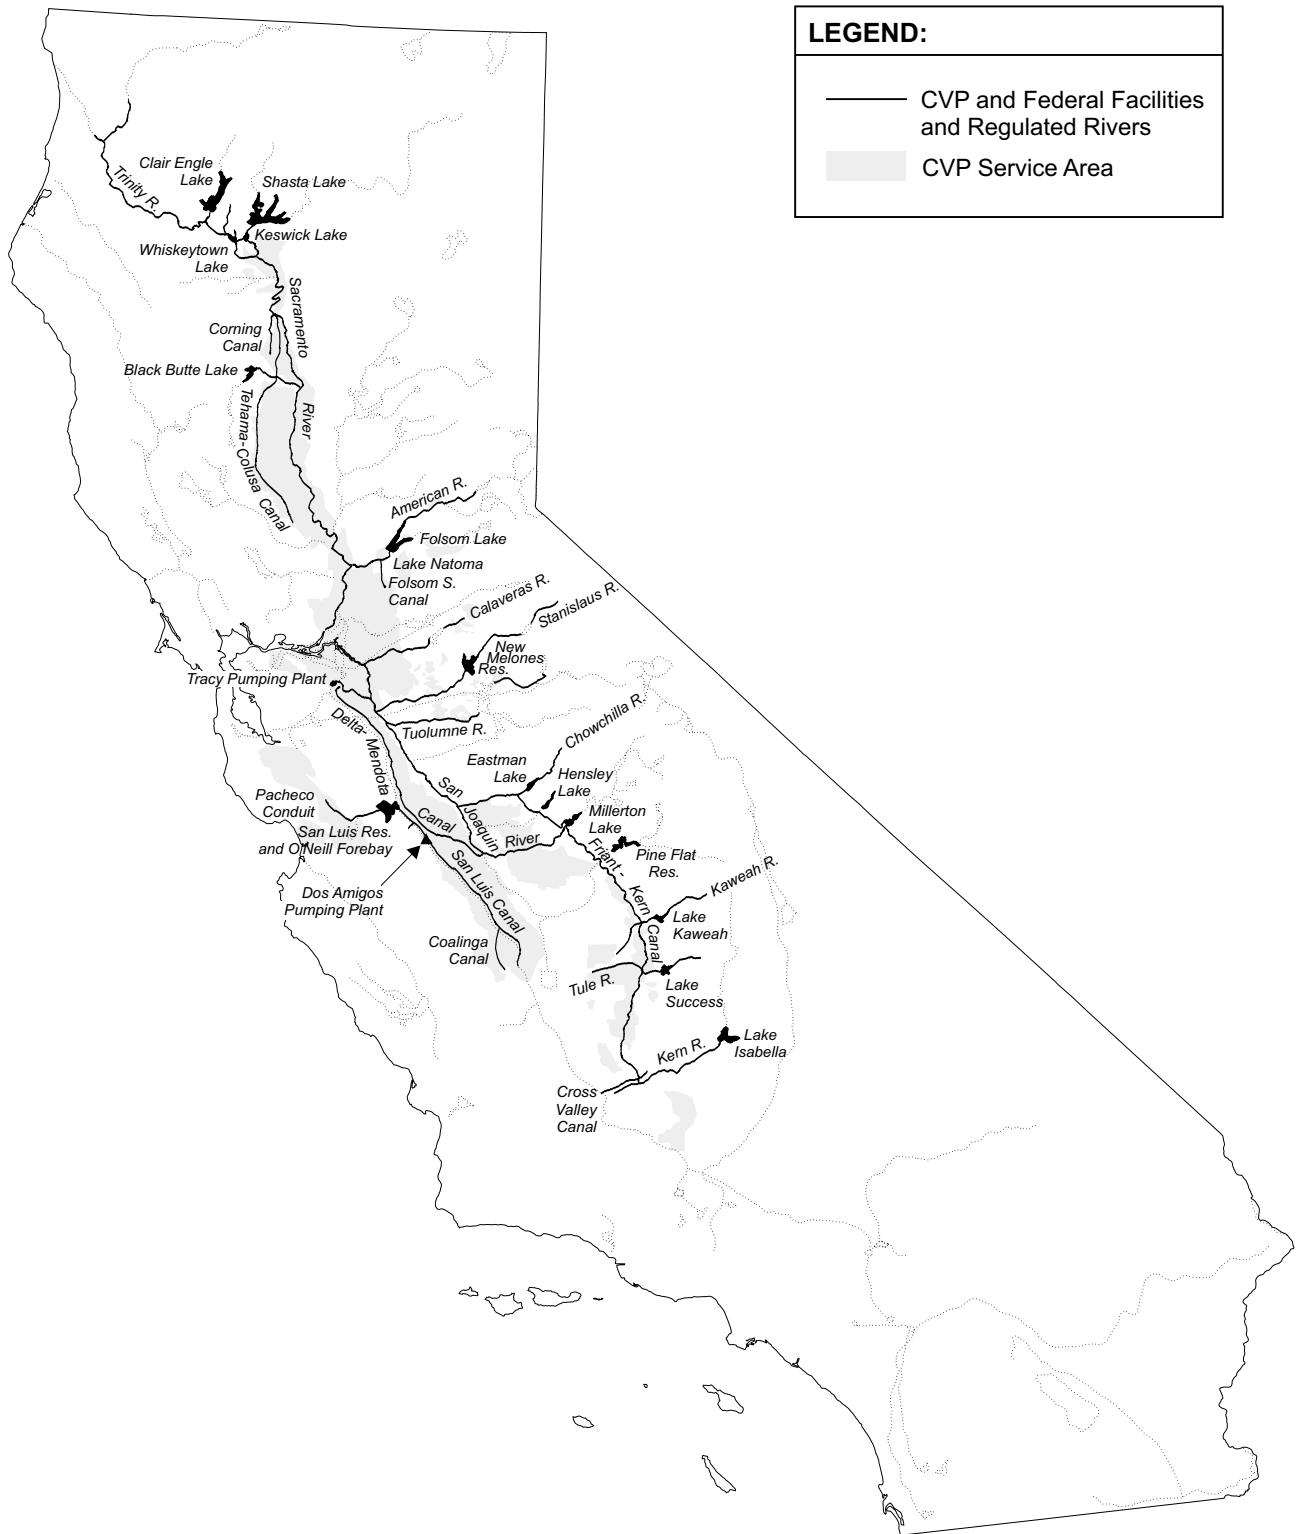 LEGEND:
CVP and Federal Facilities
and Regulated Rivers
CVP Service Area
Clair Engle
Lake
Shasta Lake
Trinity R.
Keswick Lake
Whiskeytown
Lake
Sacramento
River
Corning
Canal
Black Butte Lake
Tehama-Colusa Canal
American R.
Folsom Lake
Lake Natoma
Folsom S.
Canal
Calaveras R.
Stanislaus R.
New
Melones
Res.
Tracy Pumping Plant
Delta-
Mendota
Canal
Tuolumne R.
Chowchilla R.
Eastman
Lake
Hensley
Lake
San
Joaquin
River
Millerton
Lake
Pacheco
Conduit
San Luis Res.
and O'Neill Forebay
Pine Flat
Res.
Friant-
Kern
Canal
Dos Amigos
Pumping Plant
San Luis Canal
Kaweah R.
Lake
Kaweah
Coalinga
Canal
Tule R.
Lake
Success
Kern R.
Lake
Isabella
Cross
Valley
Canal